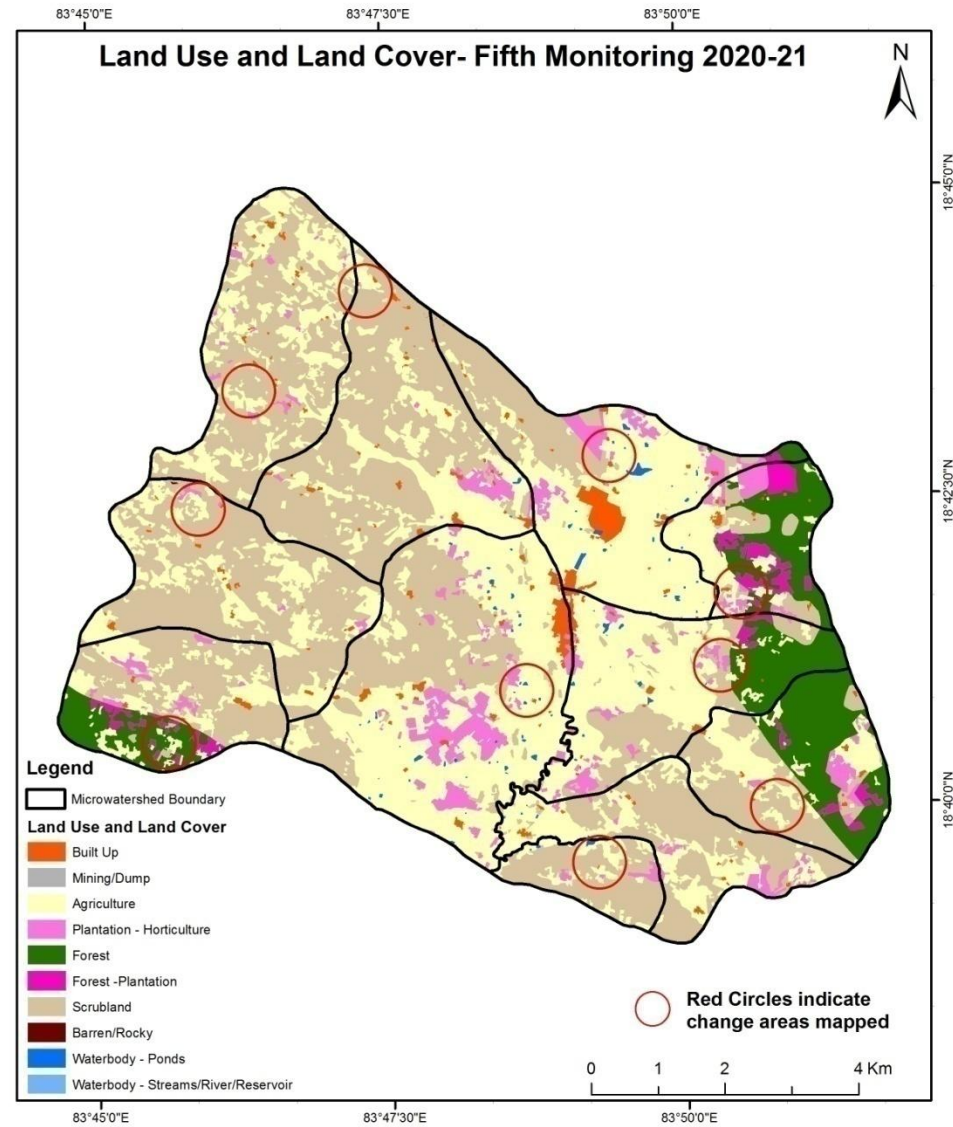 83°45'0"E 83°47'30"E 83°50'0"E
Land Use and Land Cover- Fifth Monitoring 2020-21
N
18°45'0"N
18°42'30"N
18°40'0"N
Legend
Microwatershed Boundary
Land Use and Land Cover
Built Up
Mining/Dump
Agriculture
Plantation - Horticulture
Forest
Forest -Plantation
Scrubland
Barren/Rocky
Waterbody - Ponds
Waterbody - Streams/River/Reservoir
Red Circles indicate
change areas mapped
0 1 2 4 Km
83°45'0"E 83°47'30"E 83°50'0"E